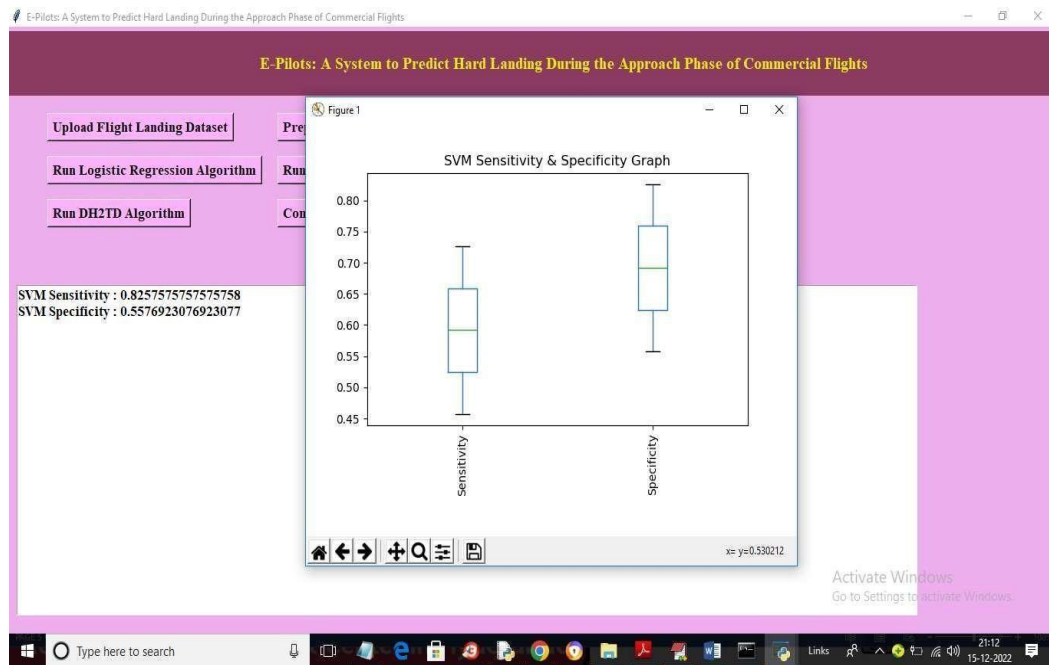 E-Pilots: A System to Predict Hard Landing During the Approach Phase of Commercial Flights
E-Pilots: A System to Predict Hard Landing During the Approach Phase of Commercial Flights
Upload Flight Landing Dataset
Run Logistic Regression Algorithm
Run
Run DH2TD Algorithm
Figure 1
SVM Sensitivity & Specificity Graph
0.80
0.75
0.70
0.65
0.60
0.55
0.50
0.45
Sensitivity
Specificity
x= y=0.530212
SVM Sensitivity : 0.8257575757575758
SVM Specificity : 0.5576923076923077
Activate Windows
Go to Settings to activate Windows.
Type here to search
Links
21:12
15-12-2022